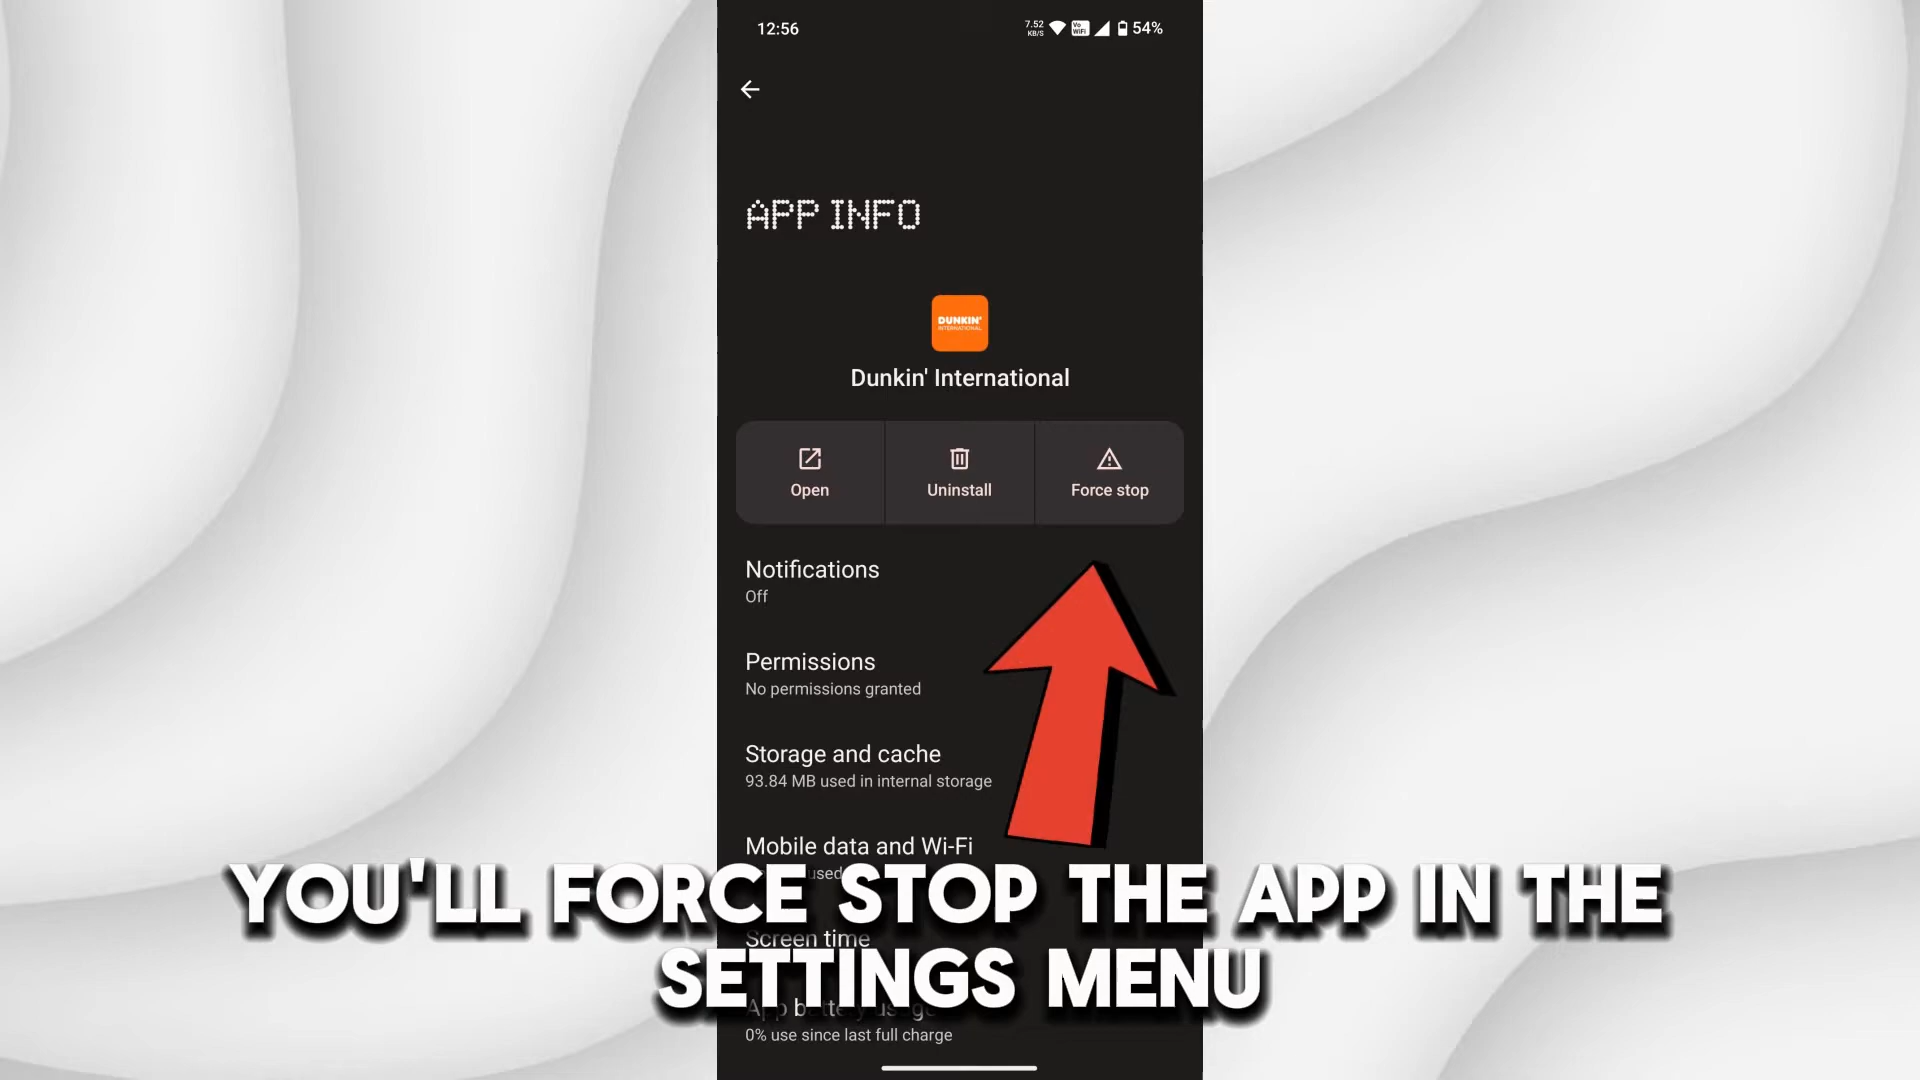 12:56
7.52
KB/S
Vo
WiFi
54%
APP INFO
DUNKIN'
INTERNATIONAL
Dunkin' International
Open
Uninstall
Force stop
Notifications
Off
Permissions
No permissions granted
Storage and cache
93.84 MB used in internal storage
Mobile data and Wi-Fi
used
YOU'LL FORCE STOP THE APP IN THE
Screen time
SETTINGS MENU
App battery usage
0% use since last full charge